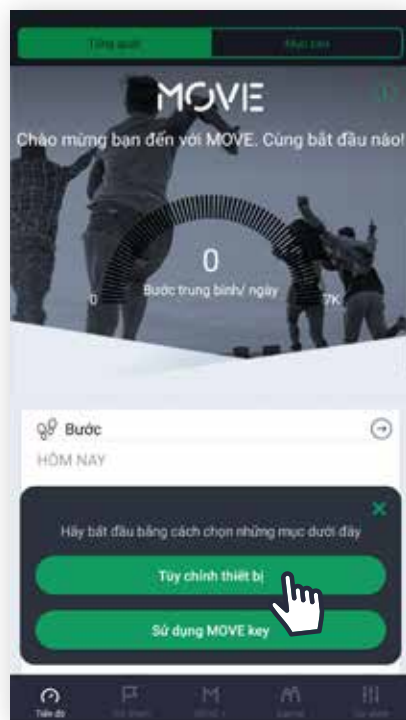 Tổng quát
Mục tiêu
MOVE
Chào mừng bạn đến với MOVE. Cùng bắt đầu nào!
0
0
Bước trung bình/ ngày
7K
Bước
HÔM NAY
Hãy bắt đầu bằng cách chọn những mục dưới đây
Tùy chỉnh thiết bị
Sử dụng MOVE key
Tiến độ